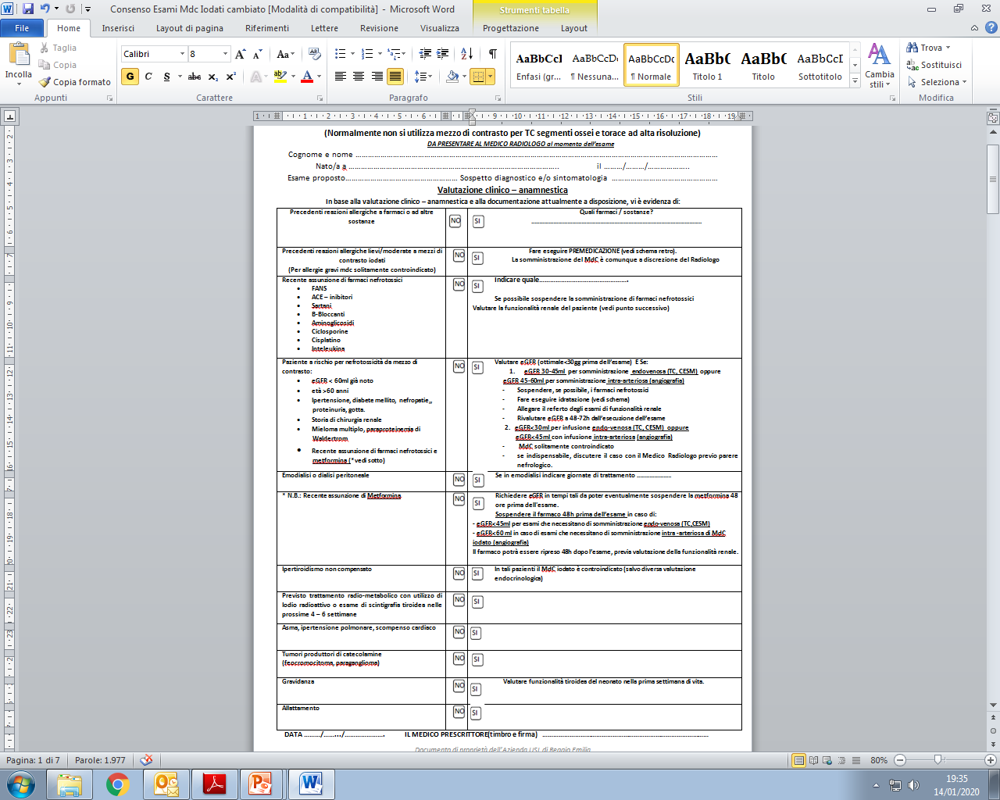 Consenso Esami Mdc Iodati cambiato [Modalità di compatibilità] - Microsoft Word
Strumenti tabella
File Home Inserisci Layout di pagina Riferimenti Lettere Revisione Visualizza Progettazione Layout
Incolla
Taglia
Copia
Copia formato
Appunti
Calibri 8
G C S abc x₂ x² A ab A
Carattere
Paragrafo
AaBbCcI AaBbCcDc AaBbCcDc AaBbC AaBbC AaBbCcI
Enfasi (gr... ¶ Nessuna... ¶ Normale Titolo 1 Titolo Sottotitolo
Stili
Cambia stili
Trova
Sostituisci
Seleziona
Modifica
(Normalmente non si utilizza mezzo di contrasto per TC segmenti ossei e torace ad alta risoluzione)
DA PRESENTARE AL MEDICO RADIOLOGO al momento dell'esame
Cognome e nome ........................................
Nato/a a ........................................ il ........./........./..................
Esame proposto........................................ Sospetto diagnostico e/o sintomatologia ........................................
Valutazione clinico – anamnestica
In base alla valutazione clinico – anamnestica e alla documentazione attualmente a disposizione, vi è evidenza di:
Precedenti reazioni allergiche a farmaci o ad altre
sostanze
NO SI
Quali farmaci / sostanze?
........................................
Precedenti reazioni allergiche lievi/moderate a mezzi di
contrasto iodati
(Per allergie gravi mdc solitamente controindicato)
NO SI
Fare eseguire PREMEDICAZIONE (vedi schema retro).
La somministrazione del MdC è comunque a discrezione del Radiologo
Recente assunzione di farmaci nefrotossici
• FANS
• ACE – inibitori
• Sartani
• B-Bloccanti
• Aminoglicosidi
• Ciclosporine
• Cisplatino
• Inteleukina
NO SI
Indicare quale........................................
Se possibile sospendere la somministrazione di farmaci nefrotossici
Valutare la funzionalità renale del paziente (vedi punto successivo)
Paziente a rischio per nefrotossicità da mezzo di
contrasto:
• eGFR < 60ml già noto
• età >60 anni
• Ipertensione, diabete mellito, nefropatie,,
proteinuria, gotta.
• Storia di chirurgia renale
• Mieloma multiplo, paraproteinemia di
Waldertrom
• Recente assunzione di farmaci nefrotossici e
metformina (*vedi sotto)
NO SI
Valutare eGFR (ottimale<30gg prima dell'esame) E Se:
1. eGFR 30-45ml per somministrazione endovenosa (TC, CESM) oppure
eGFR 45-60ml per somministrazione intra-arteriosa (angiografia)
- Sospendere, se possibile, i farmaci nefrotossici
- Fare eseguire idratazione (vedi schema)
- Allegare il referto degli esami di funzionalità renale
- Rivalutare eGFR a 48-72h dall'esecuzione dell'esame
2. eGFR<30ml per infusione endo-venosa (TC, CESM) oppure
eGFR<45ml con infusione intra-arteriosa (angiografia)
- MdC solitamente controindicato
- se indispensabile, discutere il caso con il Medico Radiologo previo parere
nefrologico.
Emodialisi o dialisi peritoneale
NO SI
Se in emodialisi indicare giornate di trattamento ....................
* N.B.: Recente assunzione di Metformina.
NO SI
Richiedere eGFR in tempi tali da poter eventualmente sospendere la metformina 48
ore prima dell'esame.
Sospendere il farmaco 48h prima dell'esame in caso di:
- eGFR<45ml per esami che necessitano di somministrazione endo-venosa (TC,CESM)
- eGFR<60 ml in caso di esami che necessitano di somministrazione intra -arteriosa di MdC
iodato (angiografia)
Il farmaco potrà essere ripreso 48h dopo l'esame, previa valutazione della funzionalità renale.
Ipertiroidismo non compensato
NO SI
In tali pazienti il MdC iodato è controindicato (salvo diversa valutazione
endocrinologica)
Previsto trattamento radio-metabolico con utilizzo di
Iodio radioattivo o esame di scintigrafia tiroidea nelle
prossime 4 – 6 settimane
NO SI
Asma, ipertensione polmonare, scompenso cardiaco
NO SI
Tumori produttori di catecolamine
(feocromocitoma, paraganglioma)
NO SI
Gravidanza
NO SI
Valutare funzionalità tiroidea del neonato nella prima settimana di vita.
Allattamento
NO SI
DATA ........./........./...................... IL MEDICO PRESCRITTORE(timbro e firma) ........................................
Documento di proprietà dell'Azienda USL di Reggio Emilia
Pagina: 1 di 7 Parole: 1.977 80%
19:35
14/01/2020